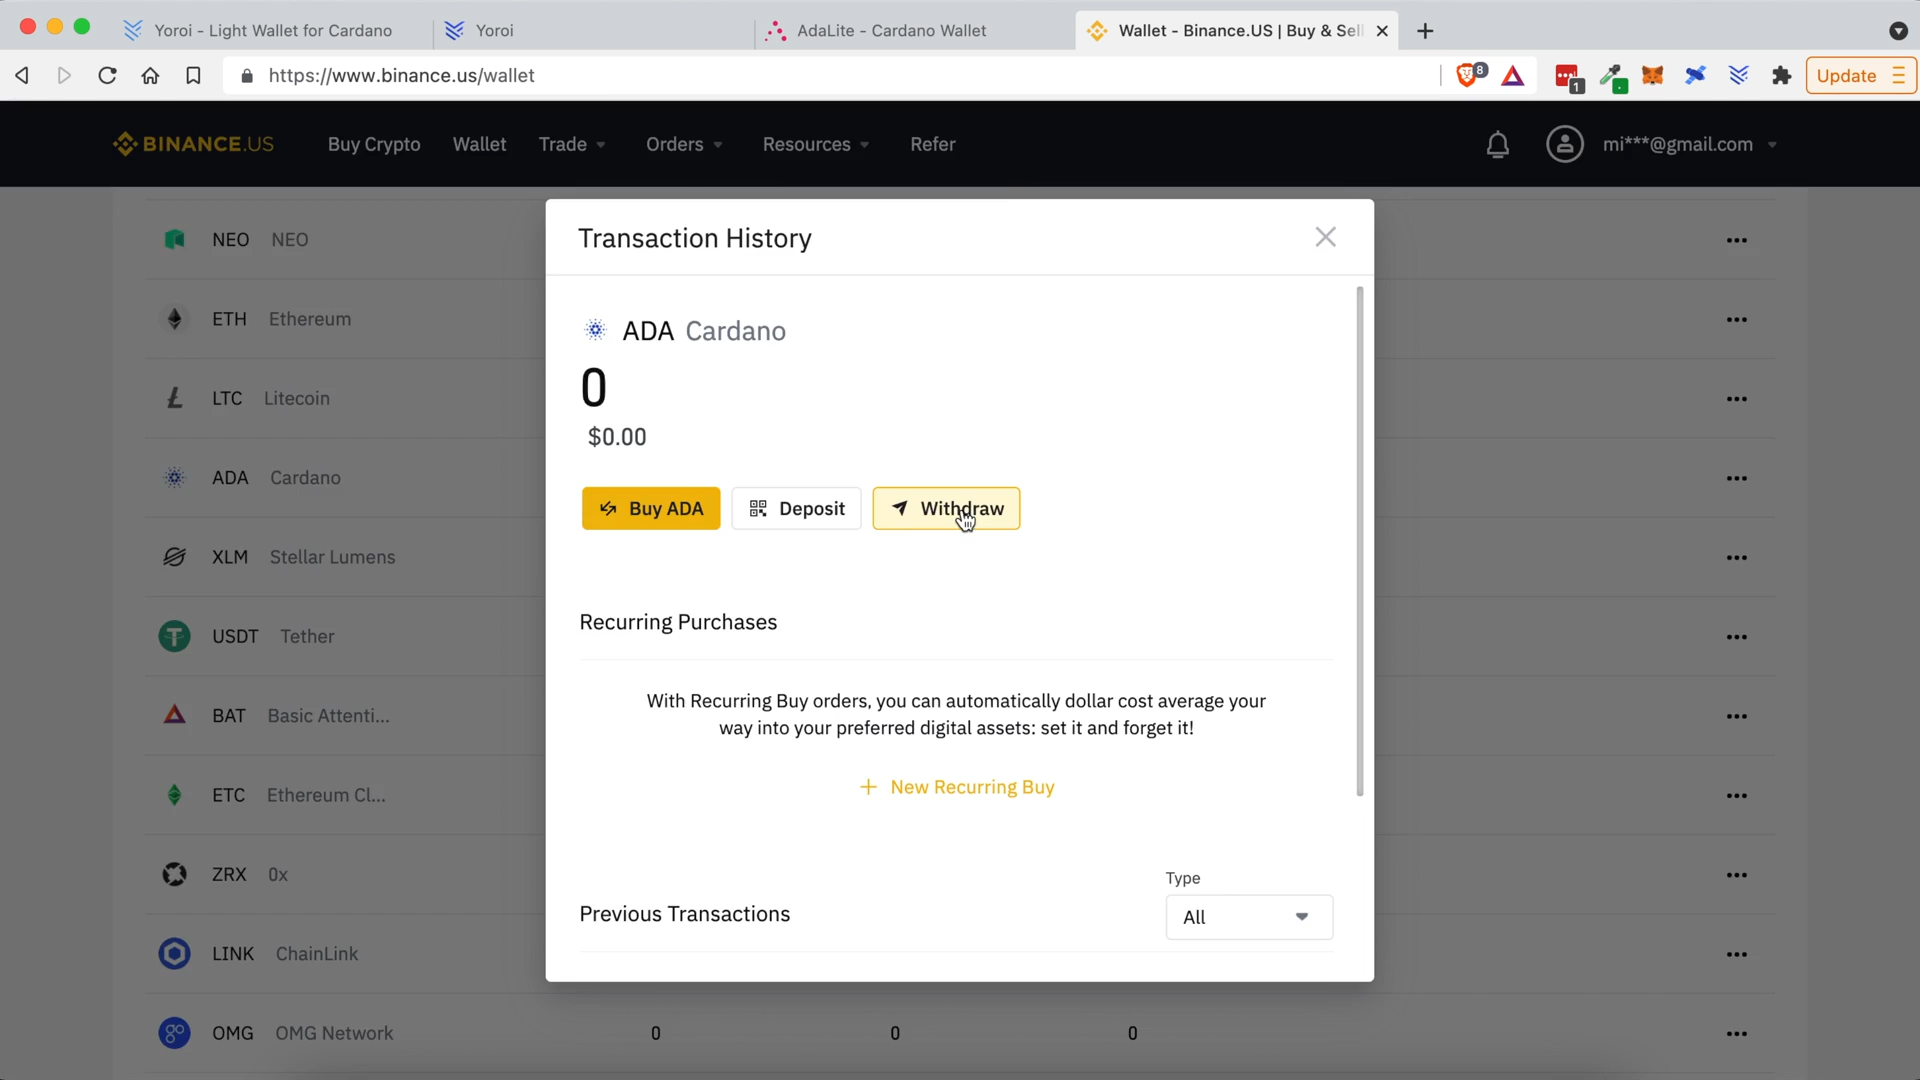 Yoroi - Light Wallet for Cardano
Yoroi
AdaLite - Cardano Wallet
Wallet - Binance.US | Buy & Sel
https://www.binance.us/wallet
8
1
Update
BINANCE.US
Buy Crypto
Wallet
Trade
Orders
Resources
Refer
mi***@gmail.com
NEO NEO
ETH Ethereum
LTC Litecoin
ADA Cardano
XLM Stellar Lumens
USDT Tether
BAT Basic Attenti...
ETC Ethereum Cl...
ZRX 0x
LINK ChainLink
OMG OMG Network 0 0 0
Transaction History
ADA Cardano
0
$0.00
Buy ADA
Deposit
Withdraw
Recurring Purchases
With Recurring Buy orders, you can automatically dollar cost average your
way into your preferred digital assets: set it and forget it!
+ New Recurring Buy
Type
Previous Transactions
All